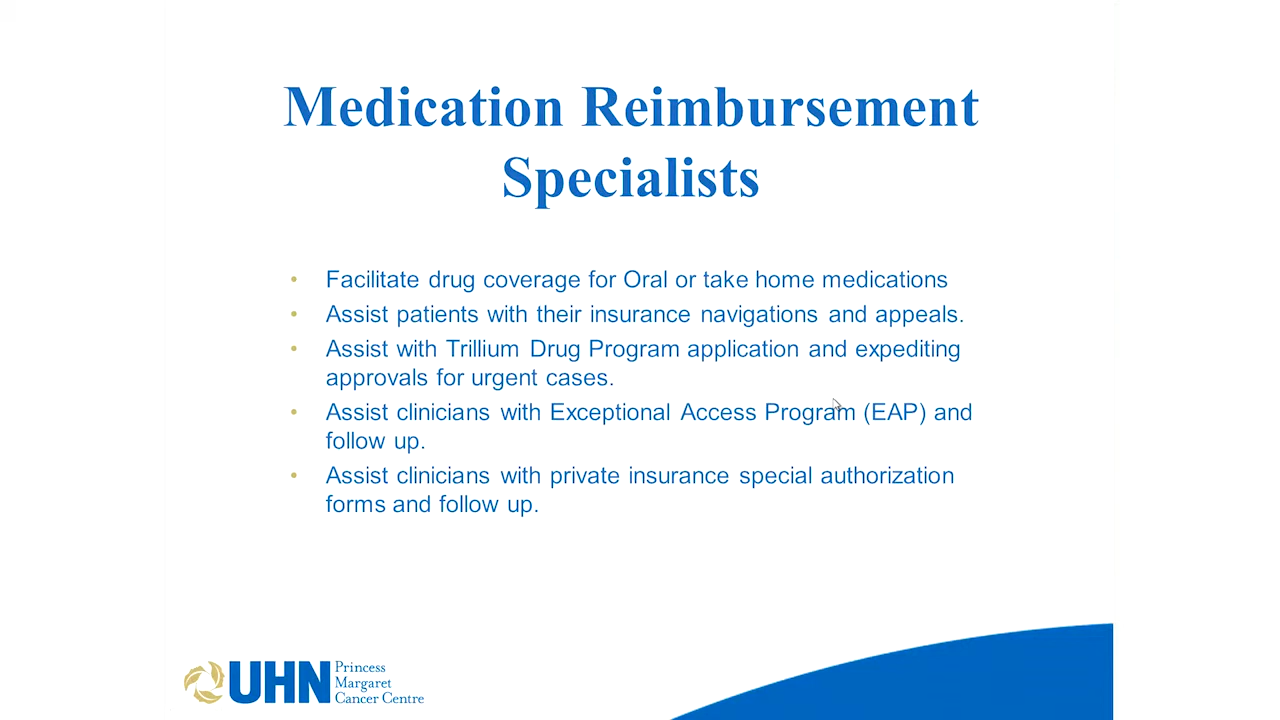 Medication Reimbursement
Specialists
• Facilitate drug coverage for Oral or take home medications
• Assist patients with their insurance navigations and appeals.
• Assist with Trillium Drug Program application and expediting
approvals for urgent cases.
• Assist clinicians with Exceptional Access Program (EAP) and
follow up.
• Assist clinicians with private insurance special authorization
forms and follow up.
UHN
Princess
Margaret
Cancer Centre